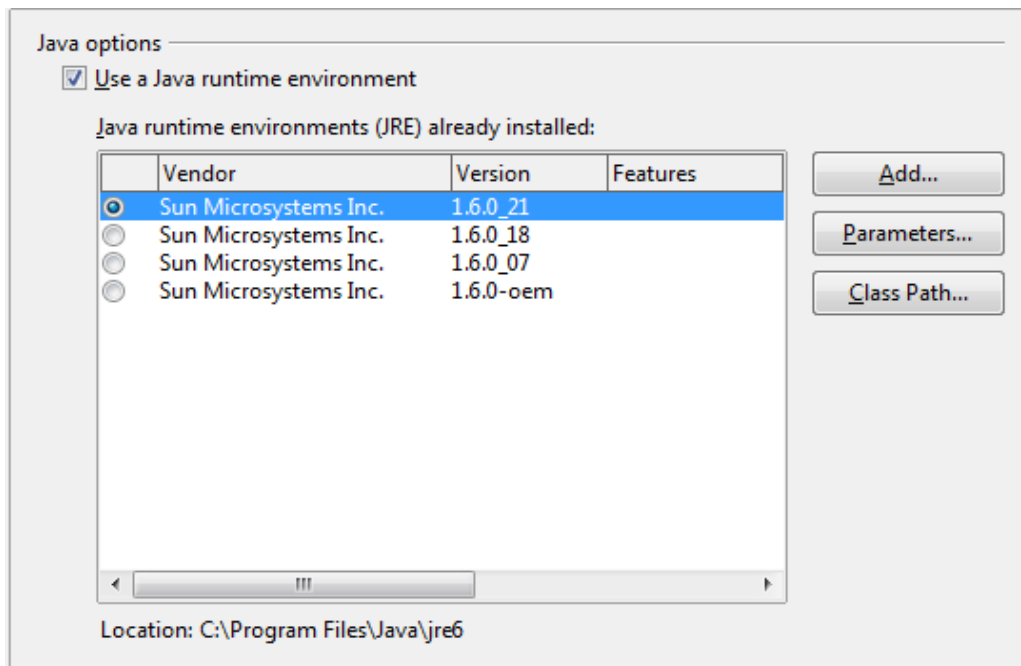 Java options
Use a Java runtime environment
Java runtime environments (JRE) already installed:
Vendor Version Features
Sun Microsystems Inc. 1.6.0_21
Sun Microsystems Inc. 1.6.0_18
Sun Microsystems Inc. 1.6.0_07
Sun Microsystems Inc. 1.6.0-oem
Add...
Parameters...
Class Path...
Location: C:\Program Files\Java\jre6